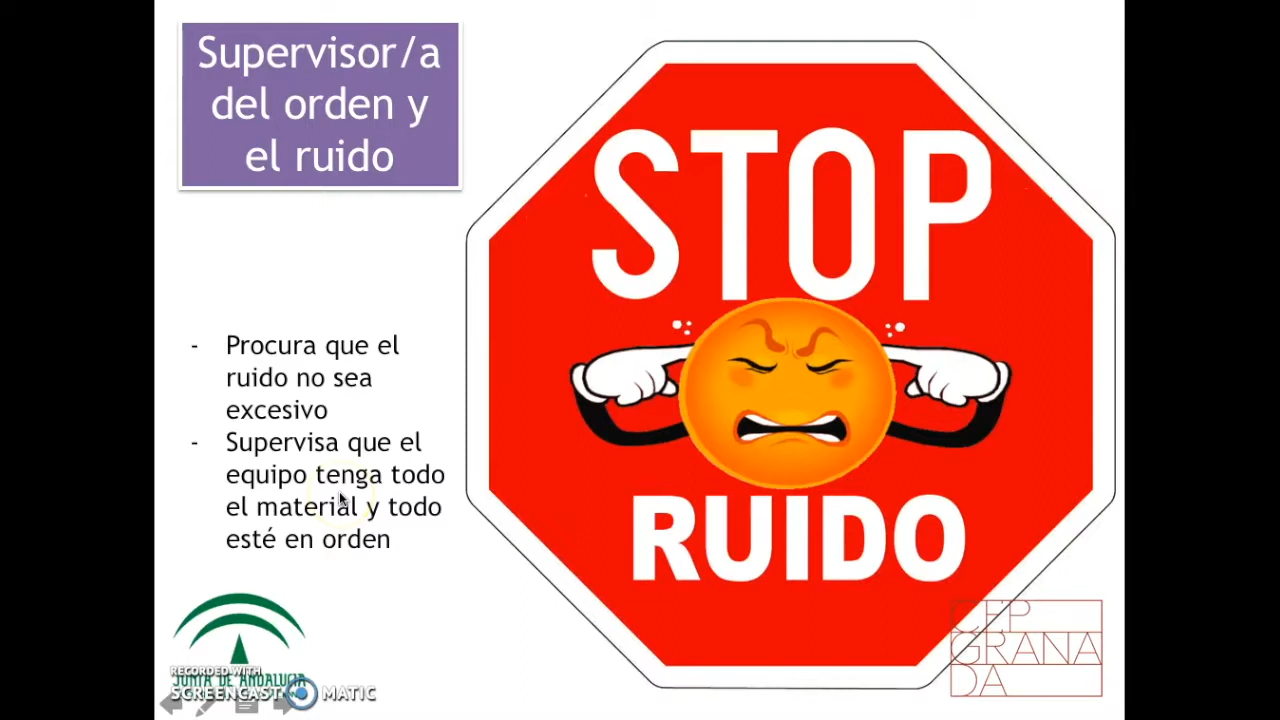 Supervisor/a
del orden y
el ruido
STOP
RUIDO
- Procura que el
ruido no sea
excesivo
- Supervisa que el
equipo tenga todo
el material y todo
esté en orden
JUNTA DE ANDALUCIA
RECORDED WITH
SCREENCAST MATIC
CEP
GRANA
DA